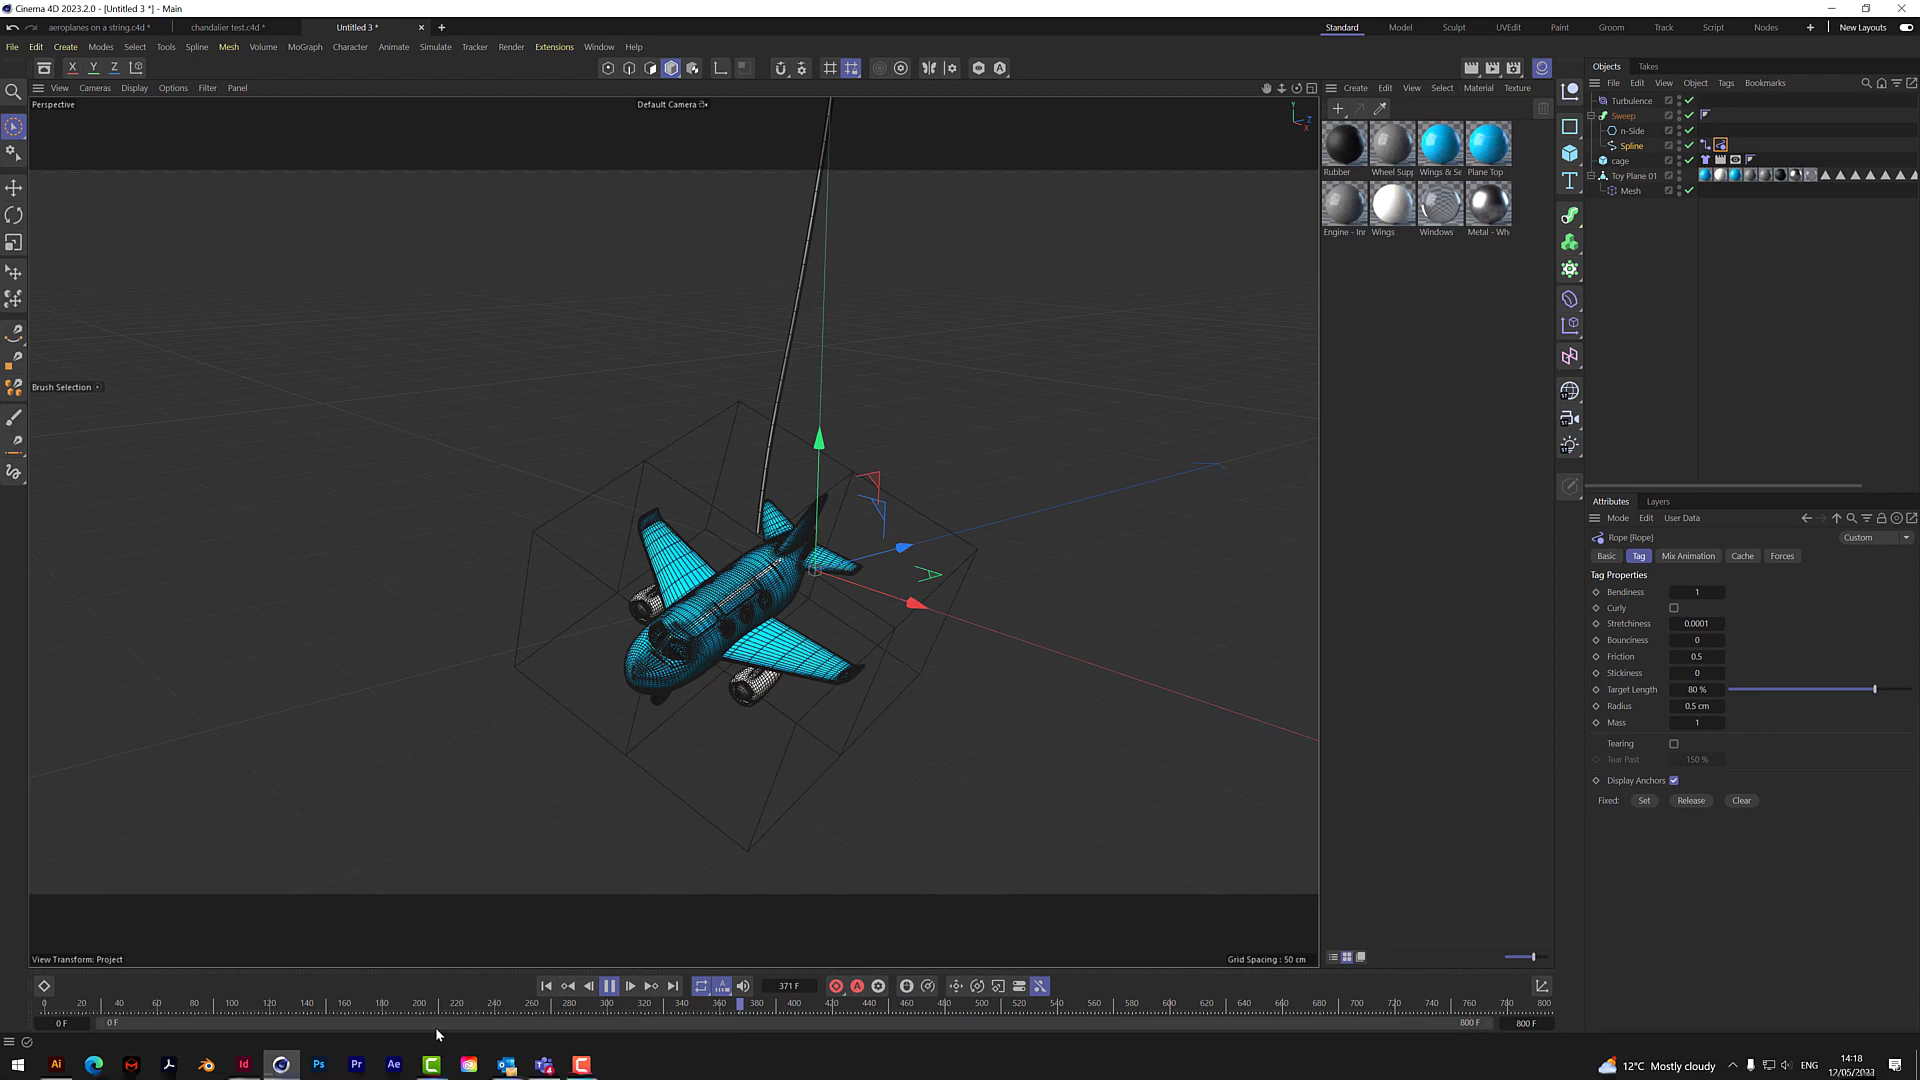 Cinema 4D 2023.2.0 - [Untitled 3 *] - Main
aeroplanes on a string.c4d *
chandalier test.c4d *
Untitled 3 *
Standard Model Sculpt UVEdit Paint Groom Track Script Nodes New Layouts
File Edit Create Modes Select Tools Spline Mesh Volume MoGraph Character Animate Simulate Tracker Render Extensions Window Help
Objects Takes
X Y Z
File Edit View Object Tags Bookmarks
View Cameras Display Options Filter Panel
Create Edit View Select Material Texture
Perspective
Default Camera
Y
Z
X
Turbulence
Sweep
n-Side
Spline
cage
Toy Plane 01
Mesh
Rubber Wheel Supp Wings & Se Plane Top
Engine - Inr Wings Windows Metal - Wh
Brush Selection
Attributes Layers
Mode Edit User Data
Rope [Rope]
Custom
Basic Tag Mix Animation Cache Forces
Tag Properties
Bendiness 1
Curly
Stretchiness 0.0001
Bounciness 0
Friction 0.5
Stickiness 0
Target Length 80 %
Radius 0.5 cm
Mass 1
Tearing
Tear Past 150 %
Display Anchors
Fixed: Set Release Clear
View Transform: Project
Grid Spacing : 50 cm
371 F
0 20 40 60 80 100 120 140 160 180 200 220 240 260 280 300 320 340 360 380 400 420 440 460 480 500 520 540 560 580 600 620 640 660 680 700 720 740 760 780 800
0 F 0 F 800 F 800 F
Ai Id Ps Pr Ae
12°C Mostly cloudy
ENG
14:18
12/05/2023